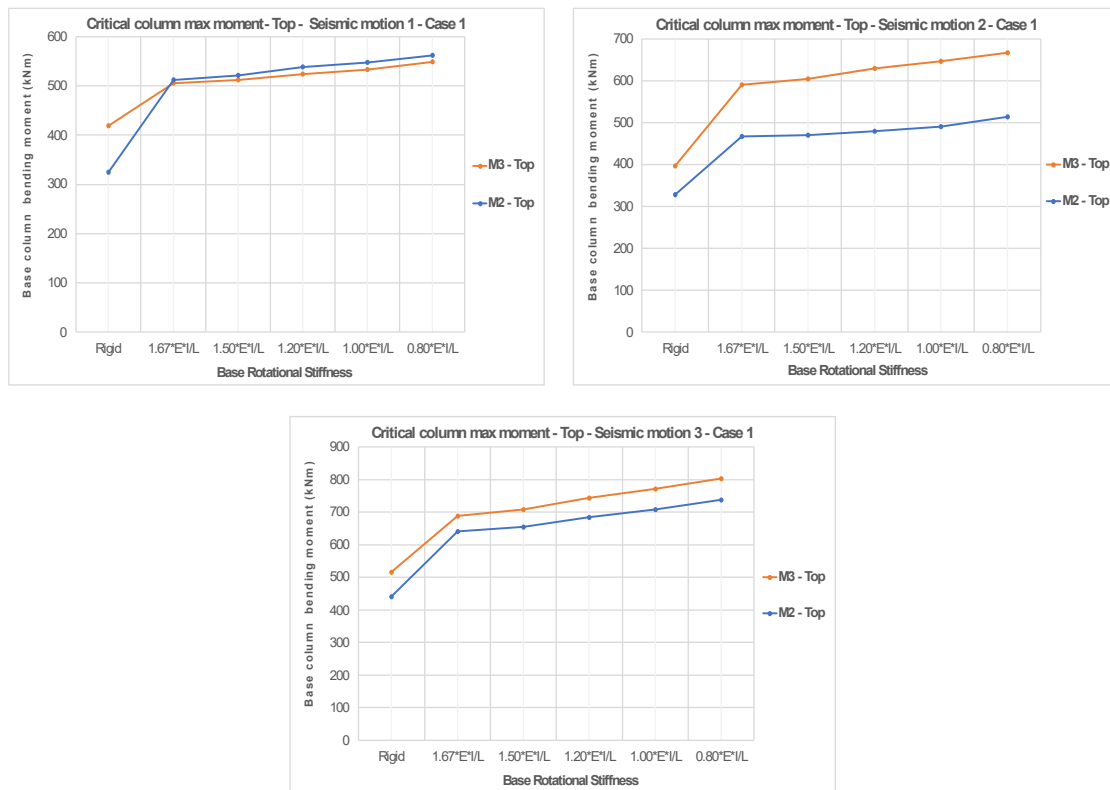 Critical column max moment - Top - Seismic motion 1 - Case 1
Base column bending moment (kNm)
600
500
400
300
200
100
0
Rigid 1.67*E*I/L 1.50*E*I/L 1.20*E*I/L 1.00*E*I/L 0.80*E*I/L
Base Rotational Stiffness
M3 - Top
M2 - Top
Critical column max moment - Top - Seismic motion 2 - Case 1
Base column bending moment (kNm)
700
600
500
400
300
200
100
0
Rigid 1.67*E*I/L 1.50*E*I/L 1.20*E*I/L 1.00*E*I/L 0.80*E*I/L
Base Rotational Stiffness
M3 - Top
M2 - Top
Critical column max moment - Top - Seismic motion 3 - Case 1
Base column bending moment (kNm)
900
800
700
600
500
400
300
200
100
0
Rigid 1.67*E*I/L 1.50*E*I/L 1.20*E*I/L 1.00*E*I/L 0.80*E*I/L
Base Rotational Stiffness
M3 - Top
M2 - Top